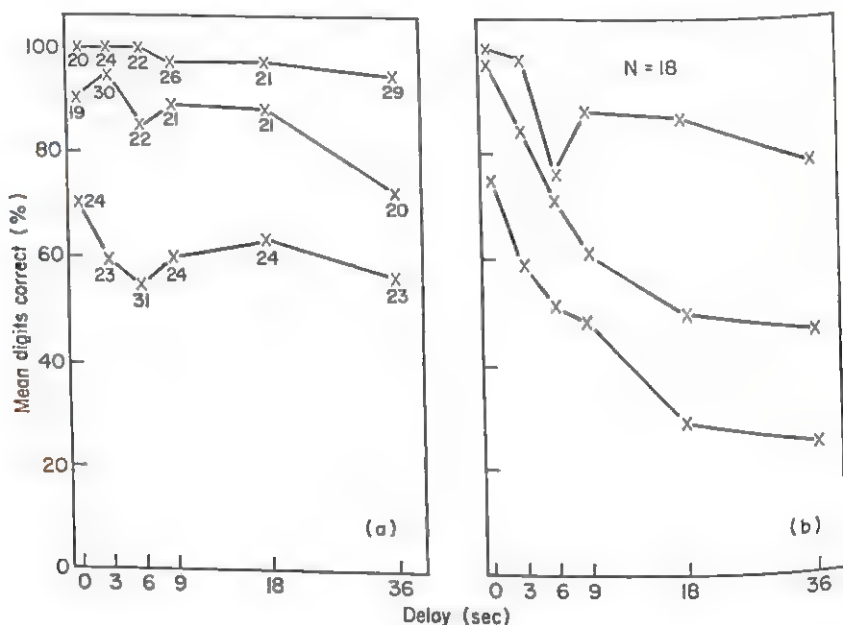 Mean digits correct (%)
100
80
60
40
20
0
20 24 22 26 21 29
19 30 22 21 21 20
24 23 31 24 24 23
(a)
0 3 6 9 18 36
N = 18
(b)
0 3 6 9 18 36
Delay (sec)